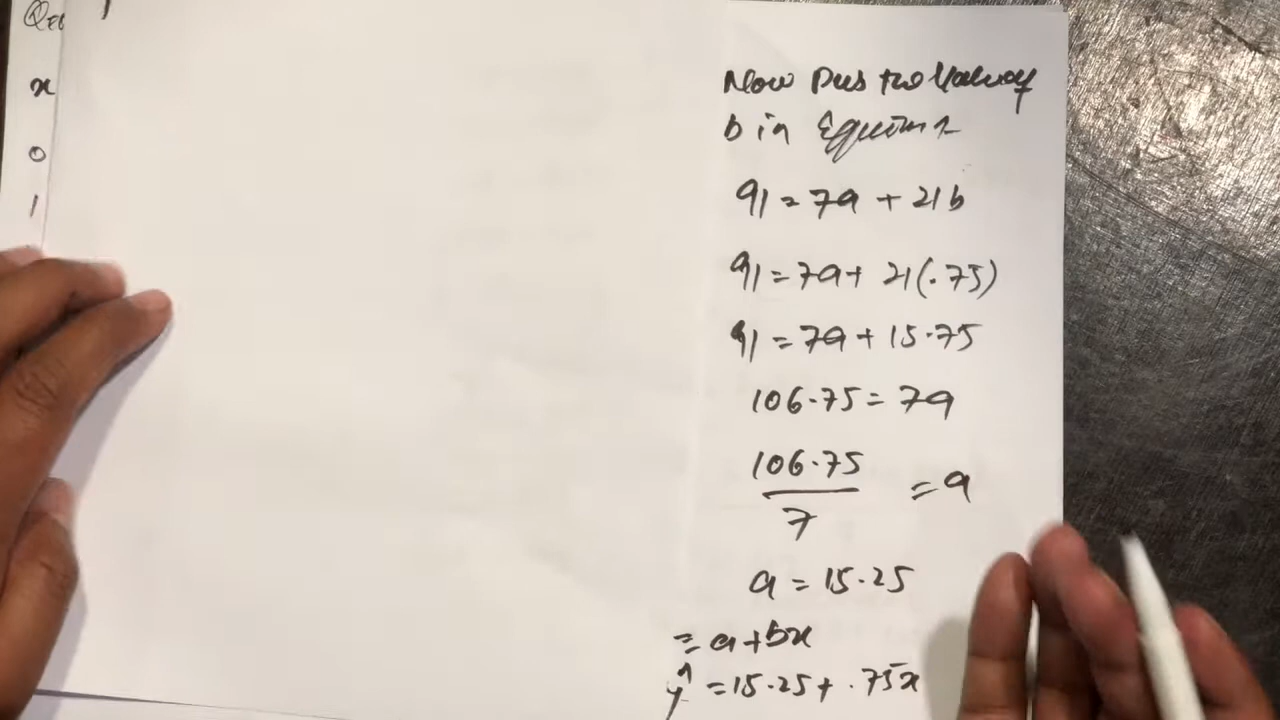 Que
x
0
1
Now Put the Value of
b in Equation 1
91 = 7a + 21b
91 = 7a + 21(.75)
91 = 7a + 15.75
106.75 = 7a
106.75
7
= a
a = 15.25
= a + bx
ŷ = 15.25 + .75x